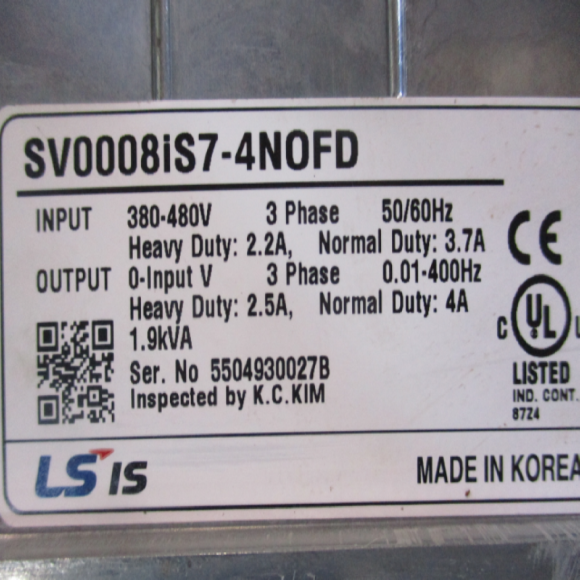 SV0008iS7-4NOFD
INPUT 380-480V 3 Phase 50/60Hz
Heavy Duty: 2.2A, Normal Duty: 3.7A
OUTPUT 0-Input V 3 Phase 0.01-400Hz
Heavy Duty: 2.5A, Normal Duty: 4A
1.9kVA
Ser. No 5504930027B
Inspected by K.C.KIM
CE
C UL
LISTED
IND. CONT.
87Z4
LS IS
MADE IN KOREA